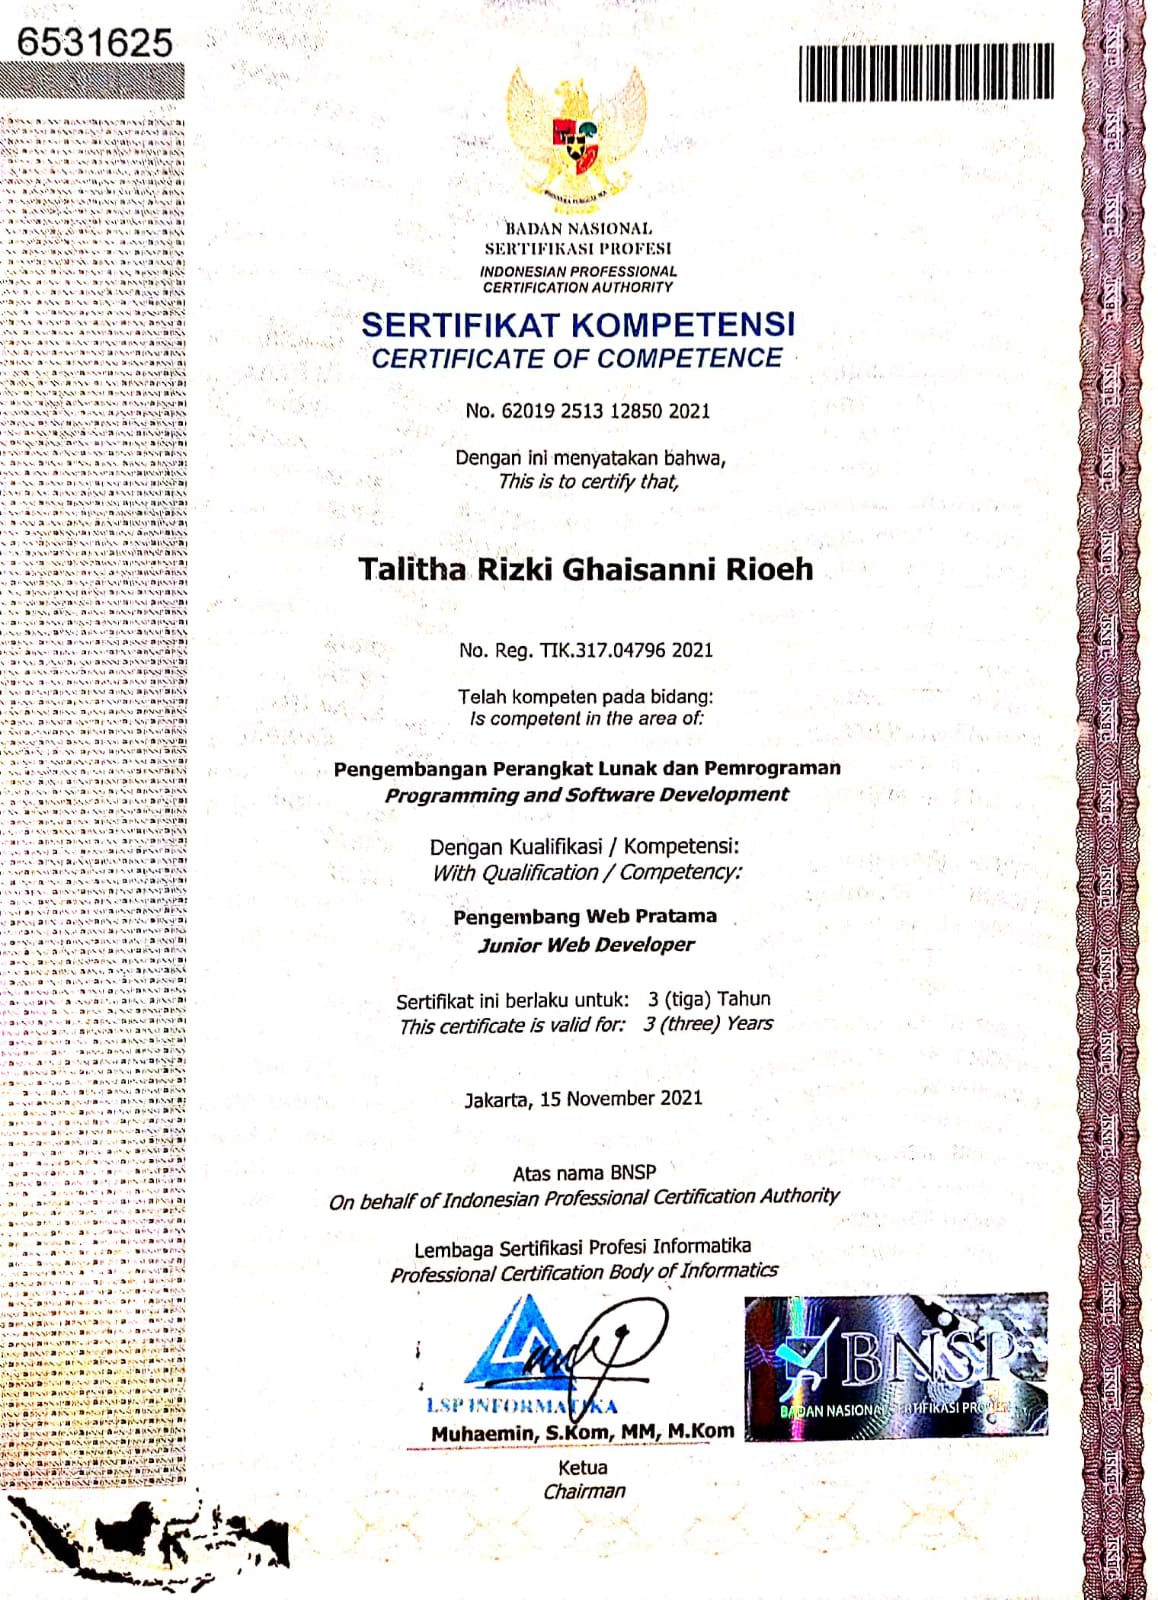 6531625
BADAN NASIONAL
SERTIFIKASI PROFESI
INDONESIAN PROFESSIONAL
CERTIFICATION AUTHORITY
SERTIFIKAT KOMPETENSI
CERTIFICATE OF COMPETENCE
No. 62019 2513 12850 2021
Dengan ini menyatakan bahwa,
This is to certify that,
Talitha Rizki Ghaisanni Rioeh
No. Reg. TIK.317.04796 2021
Telah kompeten pada bidang:
Is competent in the area of:
Pengembangan Perangkat Lunak dan Pemrograman
Programming and Software Development
Dengan Kualifikasi / Kompetensi:
With Qualification / Competency:
Pengembang Web Pratama
Junior Web Developer
Sertifikat ini berlaku untuk: 3 (tiga) Tahun
This certificate is valid for: 3 (three) Years
Jakarta, 15 November 2021
Atas nama BNSP
On behalf of Indonesian Professional Certification Authority
Lembaga Sertifikasi Profesi Informatika
Professional Certification Body of Informatics
LSP INFORMATIKA
BNSP
BADAN NASIONAL SERTIFIKASI PROFESI
Muhaemin, S.Kom, MM, M.Kom
Ketua
Chairman